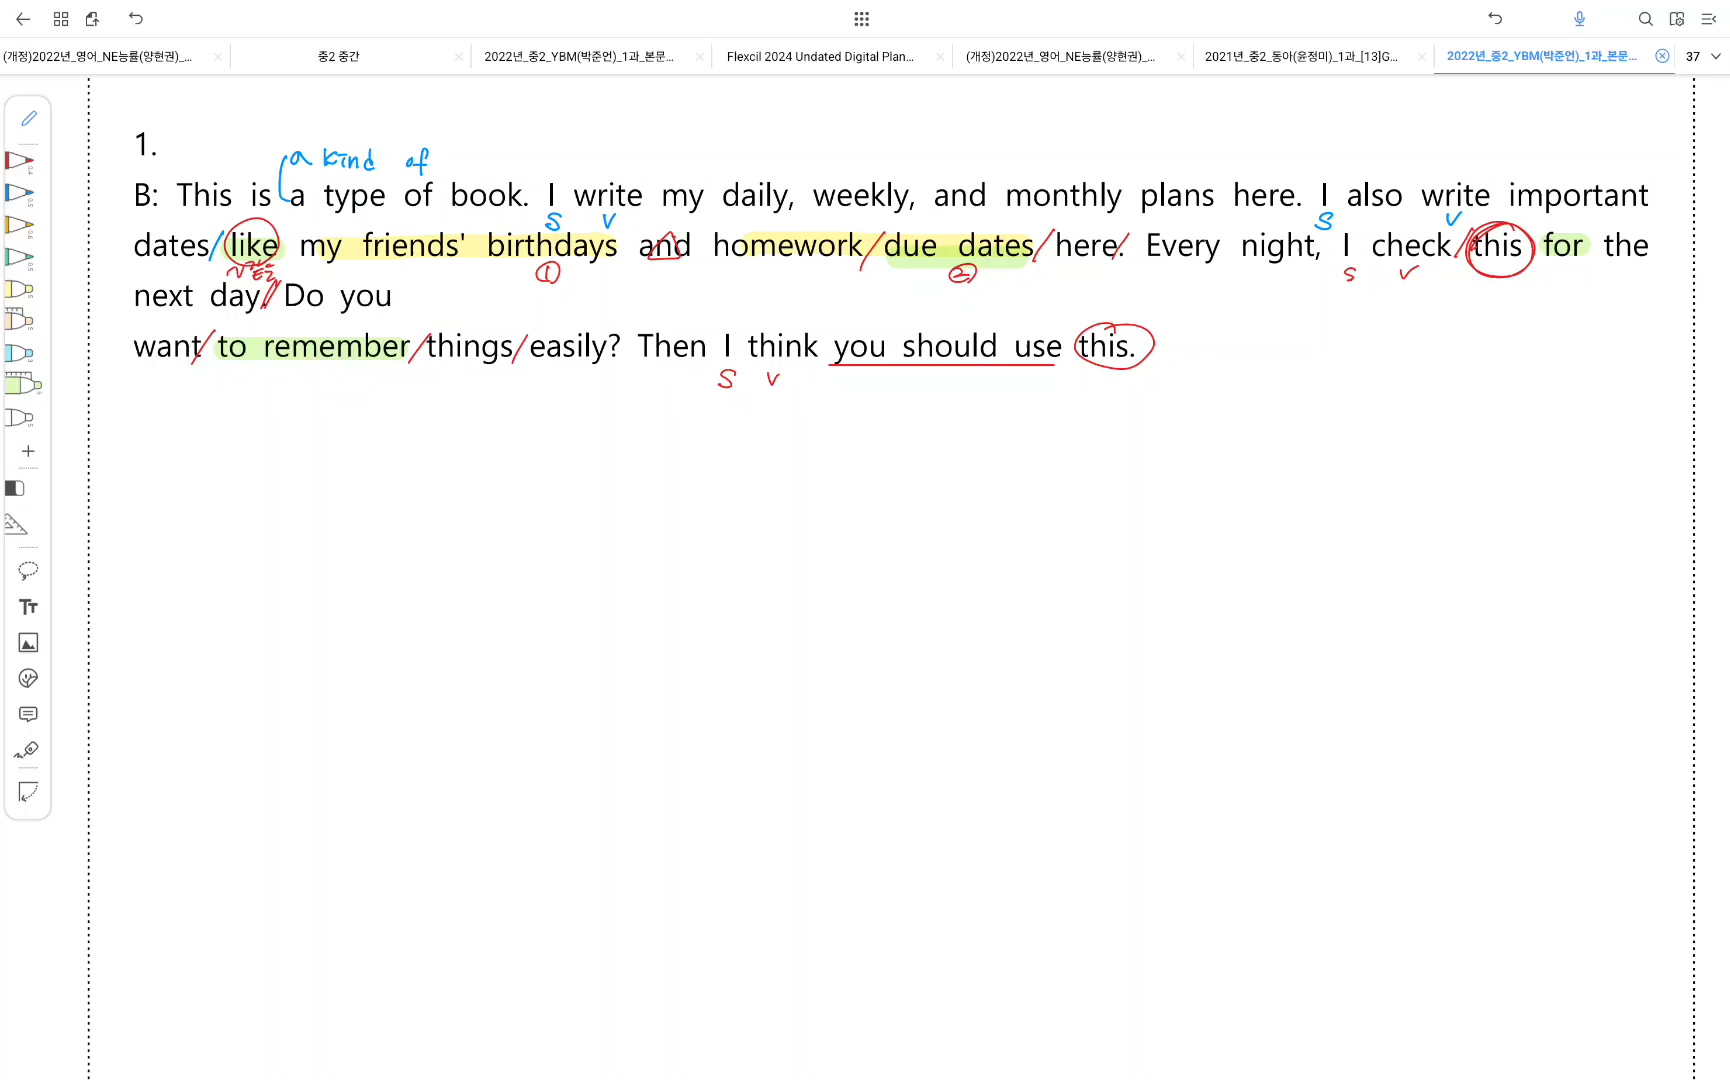 (개정)2022년_영어_NE능률(양현권)_...
중2 중간
2022년_중2_YBM(박준언)_1과_본문...
Flexcil 2024 Undated Digital Plan...
(개정)2022년_영어_NE능률(양현권)_...
2021년_중2_동아(윤정미)_1과_[13]G...
2022년_중2_YBM(박준언)_1과_본문...
37
1.
a kind of
B: This is a type of book. I write my daily, weekly, and monthly plans here. I also write important
S V S V
dates/like my friends' birthdays and homework/due dates/here/. Every night, I check/this for the
① ② S V
next day. Do you
want/to remember/things/easily? Then I think you should use this.
S V
Tт